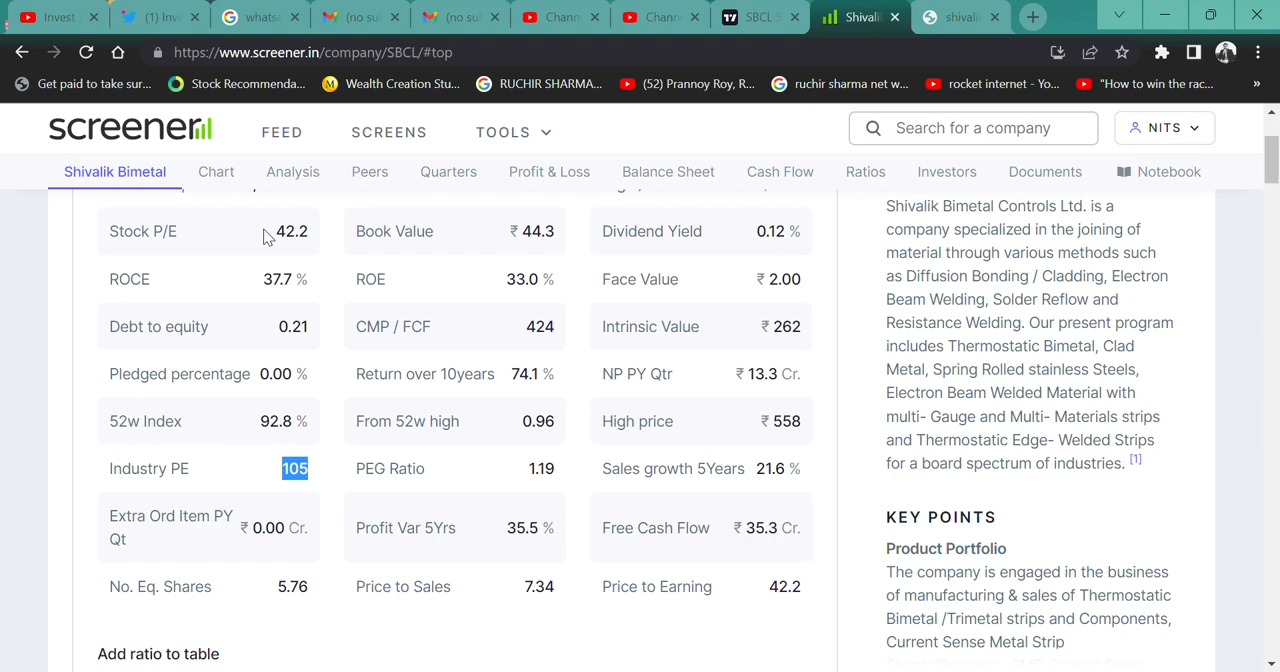 Invest
(1) Inv
whats
(no su
(no su
Chann
Chann
SBCL S
Shivalik
shivali
https://www.screener.in/company/SBCL/#top
Get paid to take sur...
Stock Recommenda...
Wealth Creation Stu...
RUCHIR SHARMA...
(52) Prannoy Roy, R...
ruchir sharma net w...
rocket internet - Yo...
"How to win the rac...
»
screener
FEED
SCREENS
TOOLS
Search for a company
NITS
Shivalik Bimetal
Chart
Analysis
Peers
Quarters
Profit & Loss
Balance Sheet
Cash Flow
Ratios
Investors
Documents
Notebook
Stock P/E 42.2
Book Value ₹ 44.3
Dividend Yield 0.12 %
ROCE 37.7 %
ROE 33.0 %
Face Value ₹ 2.00
Debt to equity 0.21
CMP / FCF 424
Intrinsic Value ₹ 262
Pledged percentage 0.00 %
Return over 10years 74.1 %
NP PY Qtr ₹ 13.3 Cr.
52w Index 92.8 %
From 52w high 0.96
High price ₹ 558
Industry PE 105
PEG Ratio 1.19
Sales growth 5Years 21.6 %
Extra Ord Item PY
Qt ₹ 0.00 Cr.
Profit Var 5Yrs 35.5 %
Free Cash Flow ₹ 35.3 Cr.
No. Eq. Shares 5.76
Price to Sales 7.34
Price to Earning 42.2
Add ratio to table
Shivalik Bimetal Controls Ltd. is a
company specialized in the joining of
material through various methods such
as Diffusion Bonding / Cladding, Electron
Beam Welding, Solder Reflow and
Resistance Welding. Our present program
includes Thermostatic Bimetal, Clad
Metal, Spring Rolled stainless Steels,
Electron Beam Welded Material with
multi- Gauge and Multi- Materials strips
and Thermostatic Edge- Welded Strips
for a board spectrum of industries. [1]
KEY POINTS
Product Portfolio
The company is engaged in the business
of manufacturing & sales of Thermostatic
Bimetal /Trimetal strips and Components,
Current Sense Metal Strip